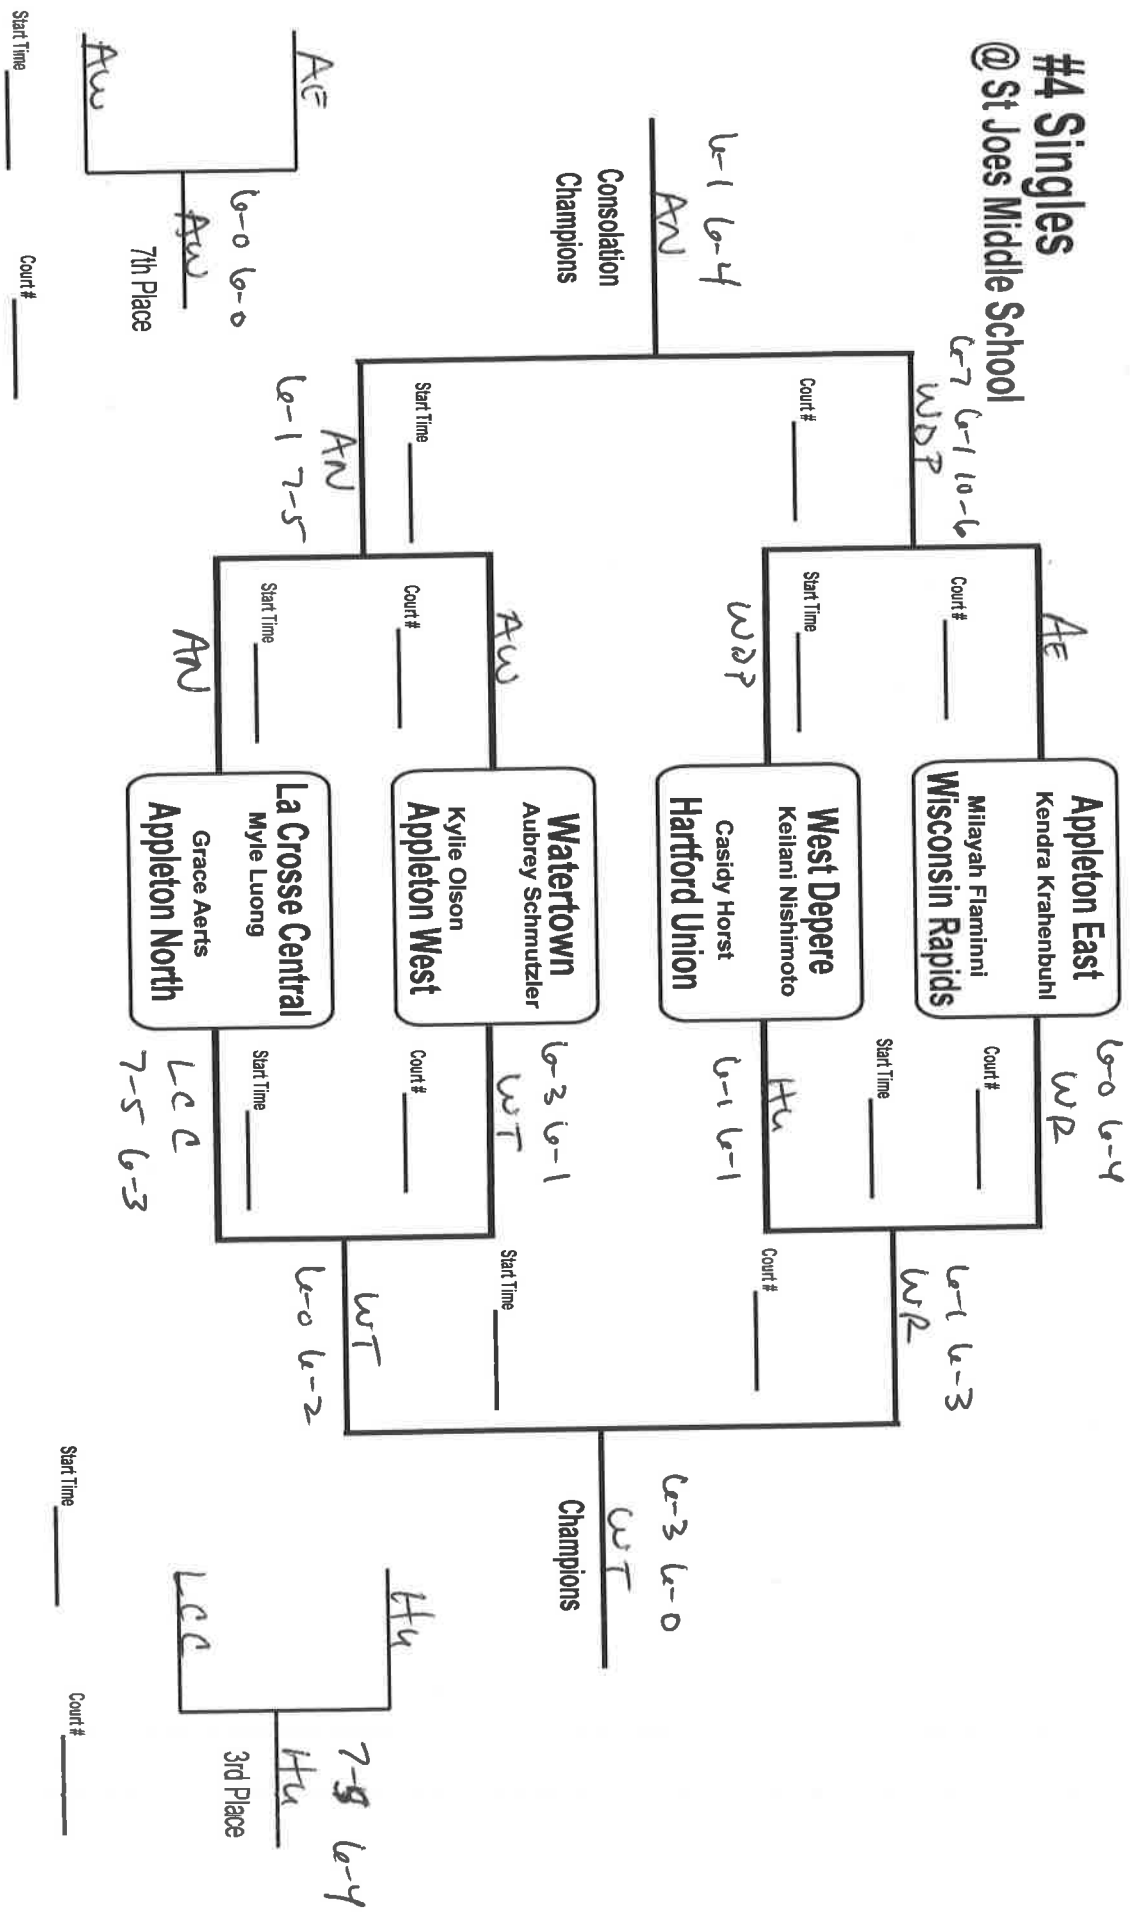 #4 Singles
@ St Joes Middle School
6-7 6-1 10-6
WDP
AE
Court #
Court #
Start Time
WDP
6-1 6-4
AN
Consolation
Champions
Start Time
AN
6-1 7-5
AW
Court #
Start Time
AN
Appleton East
Kendra Krahenbuhl
Milayah Flaminni
Wisconsin Rapids
West Depere
Keilani Nishimoto
Casidy Horst
Hartford Union
Watertown
Aubrey Schmutzler
Kylie Olson
Appleton West
La Crosse Central
Myle Luong
Grace Aerts
Appleton North
6-0 6-4
WR
Court #
Start Time
HU
6-1 6-1
6-3 6-1
WT
Court #
Start Time
LCC
7-5 6-3
6-1 6-3
WR
Court #
Start Time
WT
6-0 6-2
6-3 6-0
WT
Champions
AE
6-0 6-0
AW
AW
7th Place
Start Time
Court #
HU
7-6-4
HU
LCC
3rd Place
Start Time
Court #